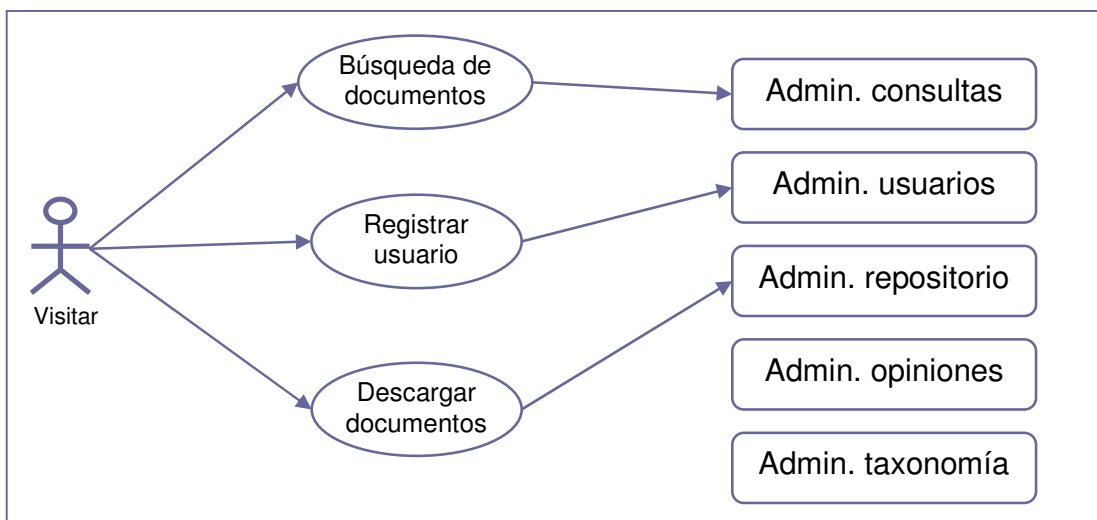 Búsqueda de
documentos
Admin. consultas
Admin. usuarios
Registrar
usuario
Admin. repositorio
Visitar
Admin. opiniones
Descargar
documentos
Admin. taxonomía